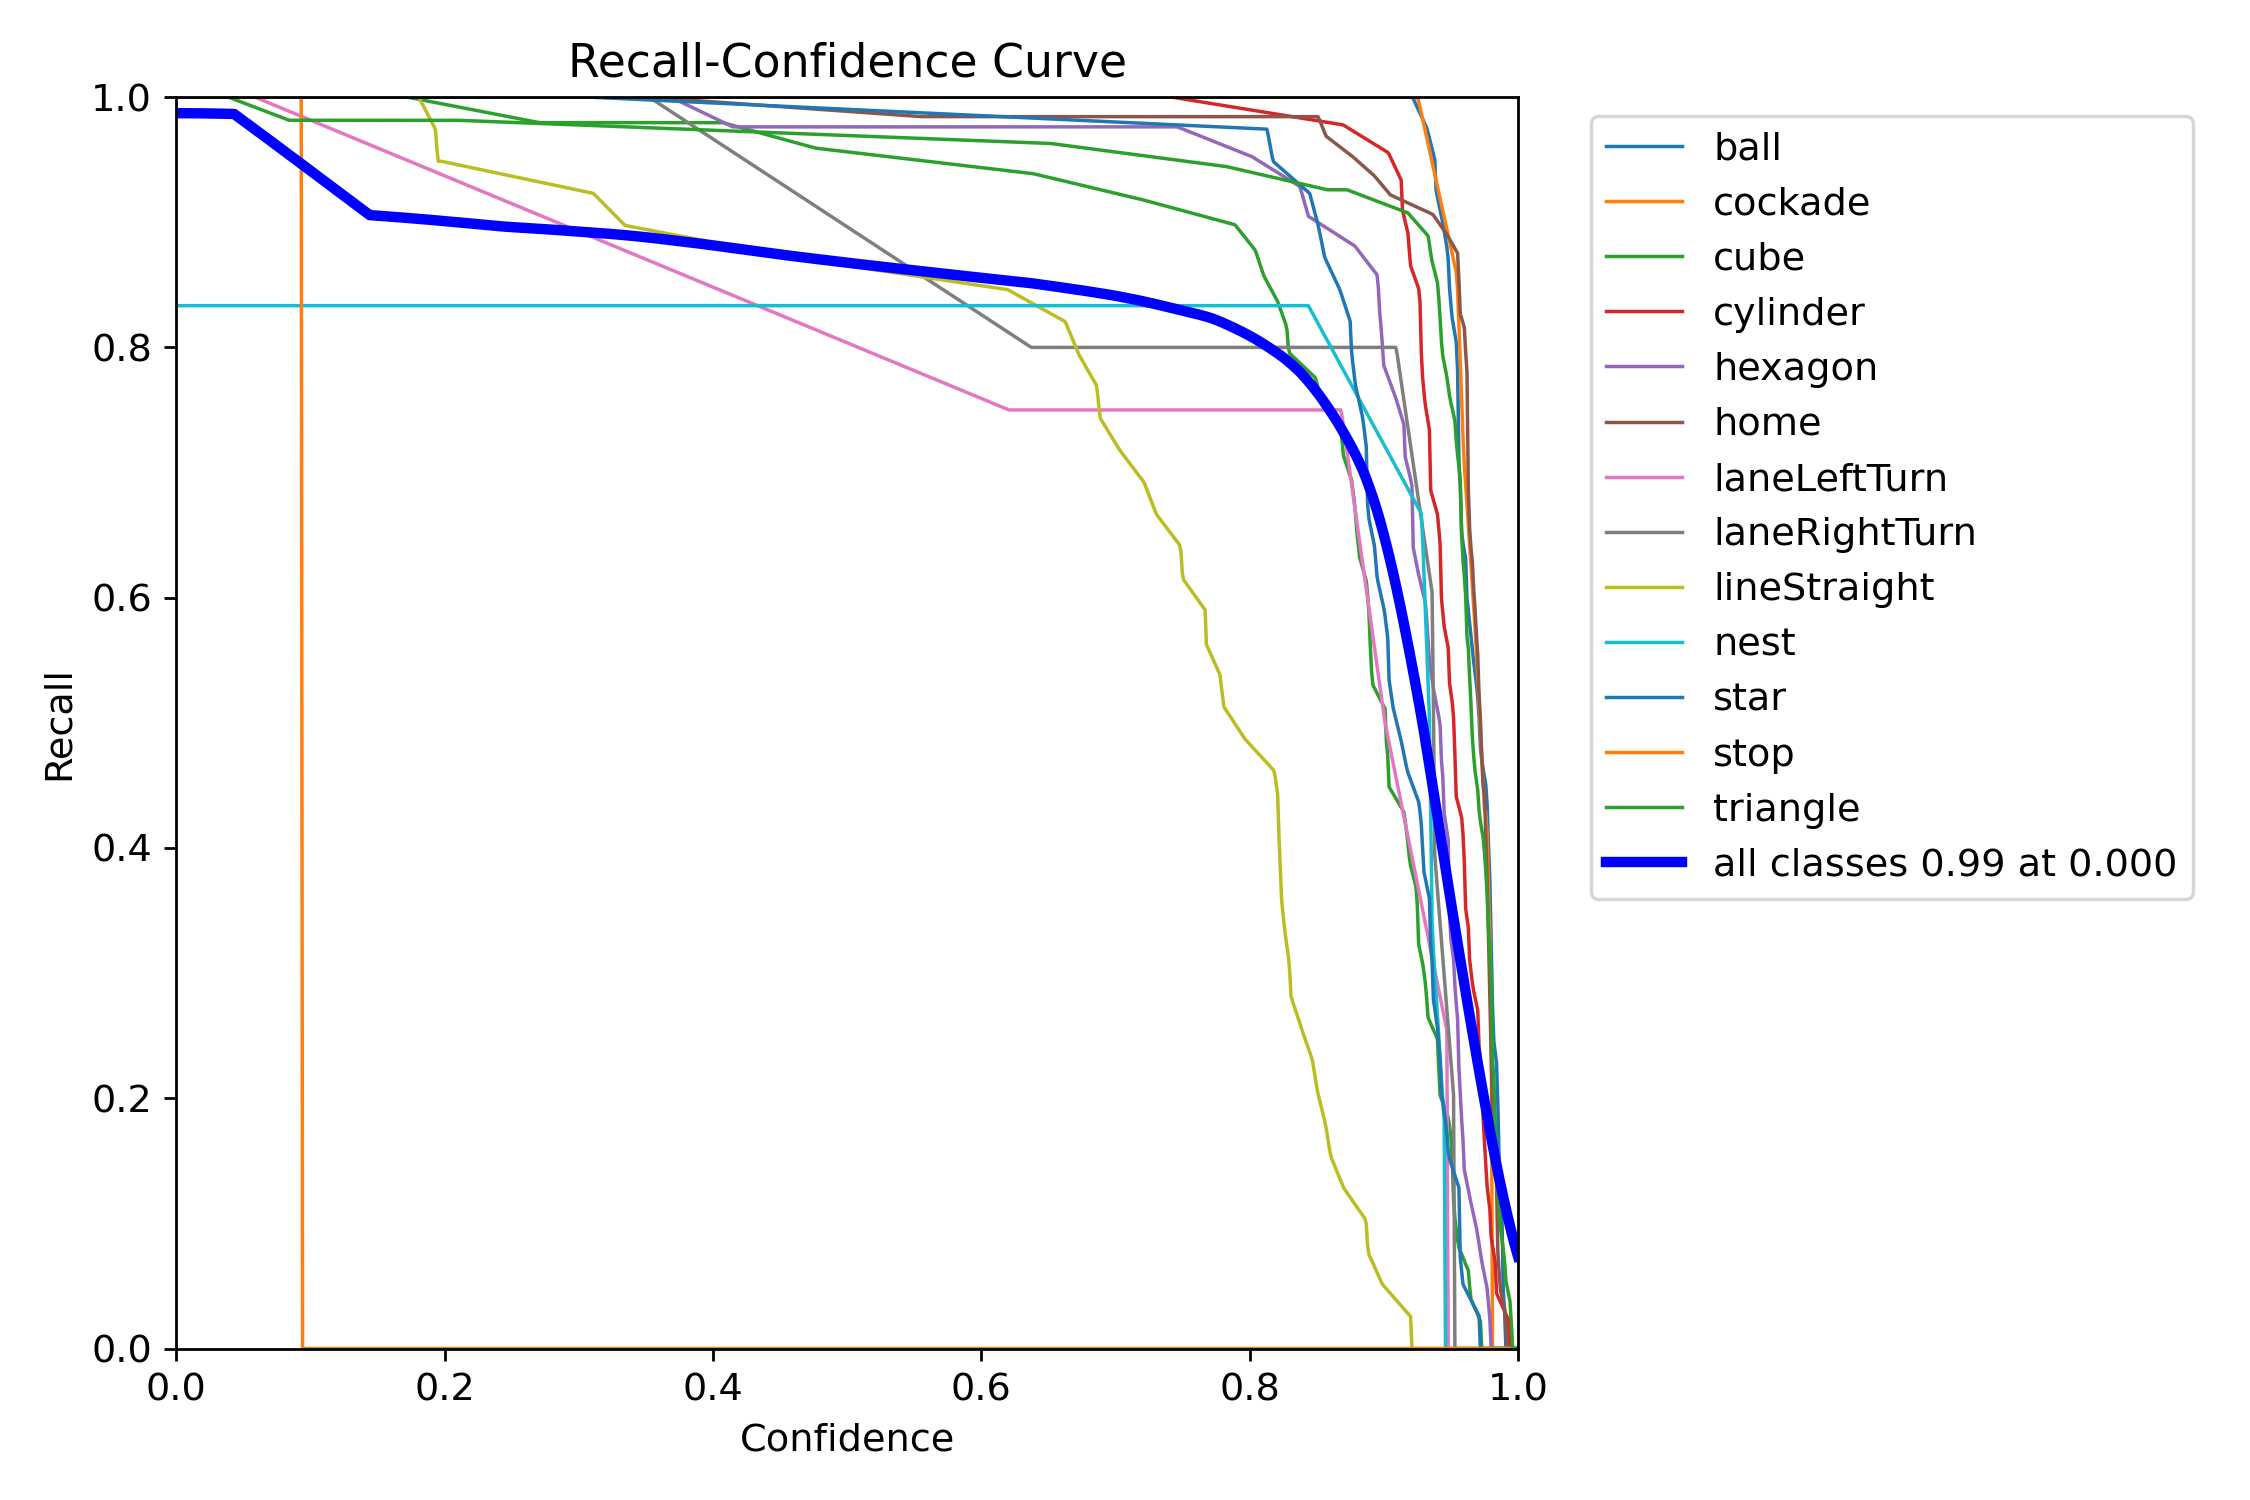 Recall-Confidence Curve
1.0
0.8
0.6
0.4
0.2
0.0
Recall
0.0 0.2 0.4 0.6 0.8 1.0
Confidence
ball
cockade
cube
cylinder
hexagon
home
laneLeftTurn
laneRightTurn
lineStraight
nest
star
stop
triangle
all classes 0.99 at 0.000